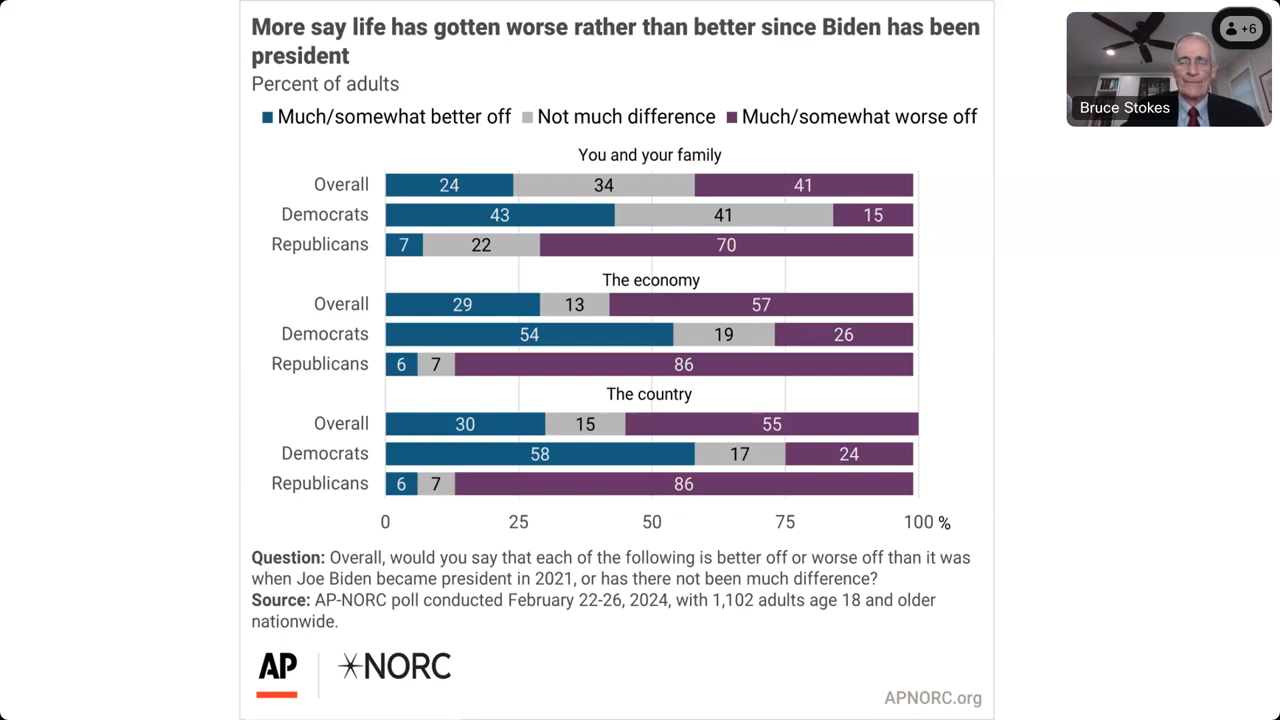 More say life has gotten worse rather than better since Biden has been
president
Percent of adults
Much/somewhat better off Not much difference Much/somewhat worse off
You and your family
Overall 24 34 41
Democrats 43 41 15
Republicans 7 22 70
The economy
Overall 29 13 57
Democrats 54 19 26
Republicans 6 7 86
The country
Overall 30 15 55
Democrats 58 17 24
Republicans 6 7 86
0 25 50 75 100 %
Question: Overall, would you say that each of the following is better off or worse off than it was
when Joe Biden became president in 2021, or has there not been much difference?
Source: AP-NORC poll conducted February 22-26, 2024, with 1,102 adults age 18 and older
nationwide.
AP NORC
APNORC.org
+6
Bruce Stokes